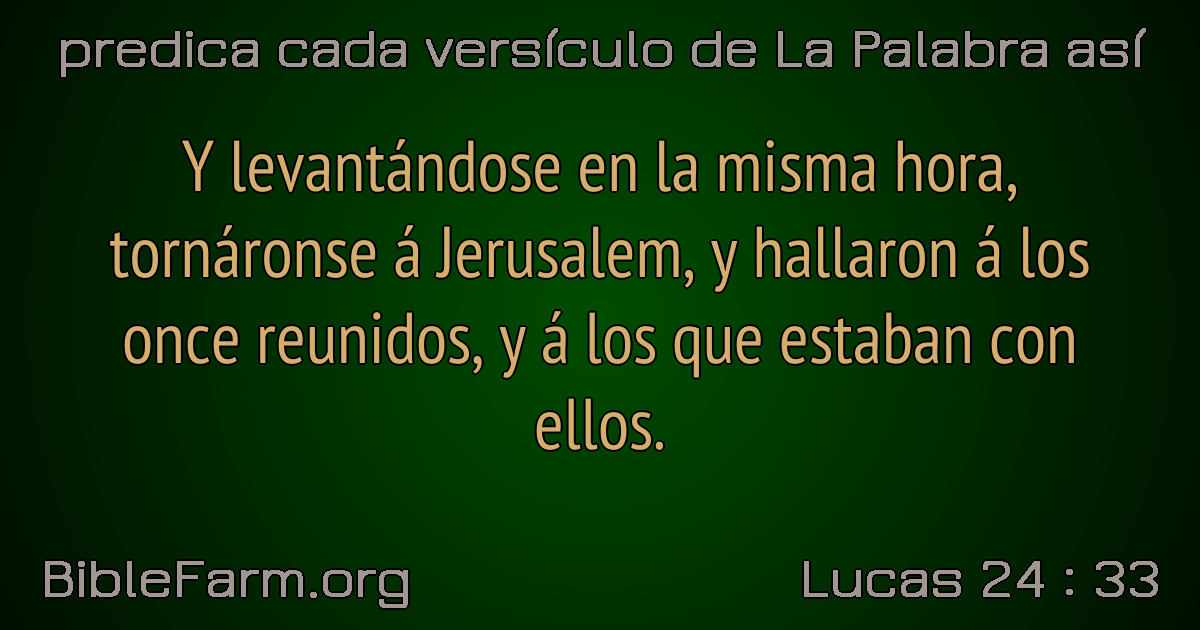 predica cada versículo de La Palabra así
Y levantándose en la misma hora,
tornáronse á Jerusalem, y hallaron á los
once reunidos, y á los que estaban con
ellos.
BibleFarm.org
Lucas 24 : 33